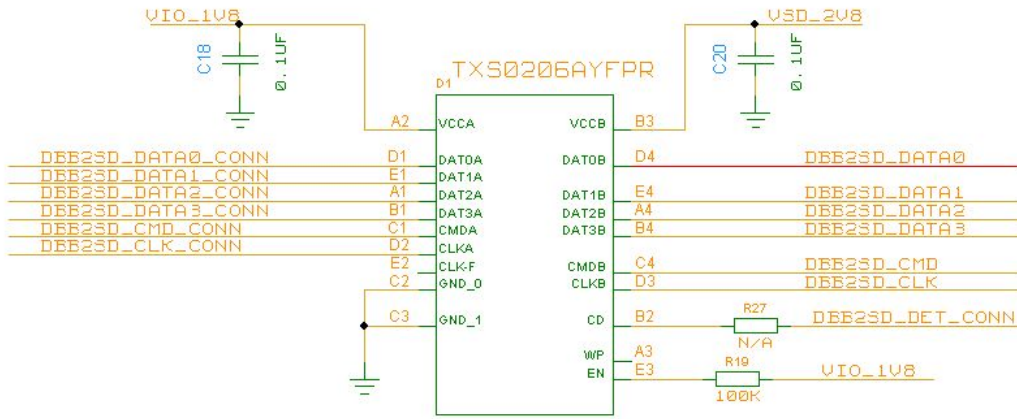 VIO_1V8
VSD_2V8
C18
0.1UF
C20
0.1UF
TXS0206AYFPR
D1
A2 VCCA VCCB B3
DBB2SD_DATA0_CONN D1 DAT0A DAT0B D4 DBB2SD_DATA0
DBB2SD_DATA1_CONN E1 DAT1A
DBB2SD_DATA2_CONN A1 DAT2A DAT1B E4 DBB2SD_DATA1
DBB2SD_DATA3_CONN B1 DAT3A DAT2B A4 DBB2SD_DATA2
DBB2SD_CMD_CONN C1 CMDA DAT3B B4 DBB2SD_DATA3
DBB2SD_CLK_CONN D2 CLKA
E2 CLK-F CMDB C4 DBB2SD_CMD
C2 GND_0 CLKB D3 DBB2SD_CLK
C3 GND_1 CD B2 R27 DBB2SD_DET_CONN
N/A
WP A3
EN E3 R19 VIO_1V8
100K